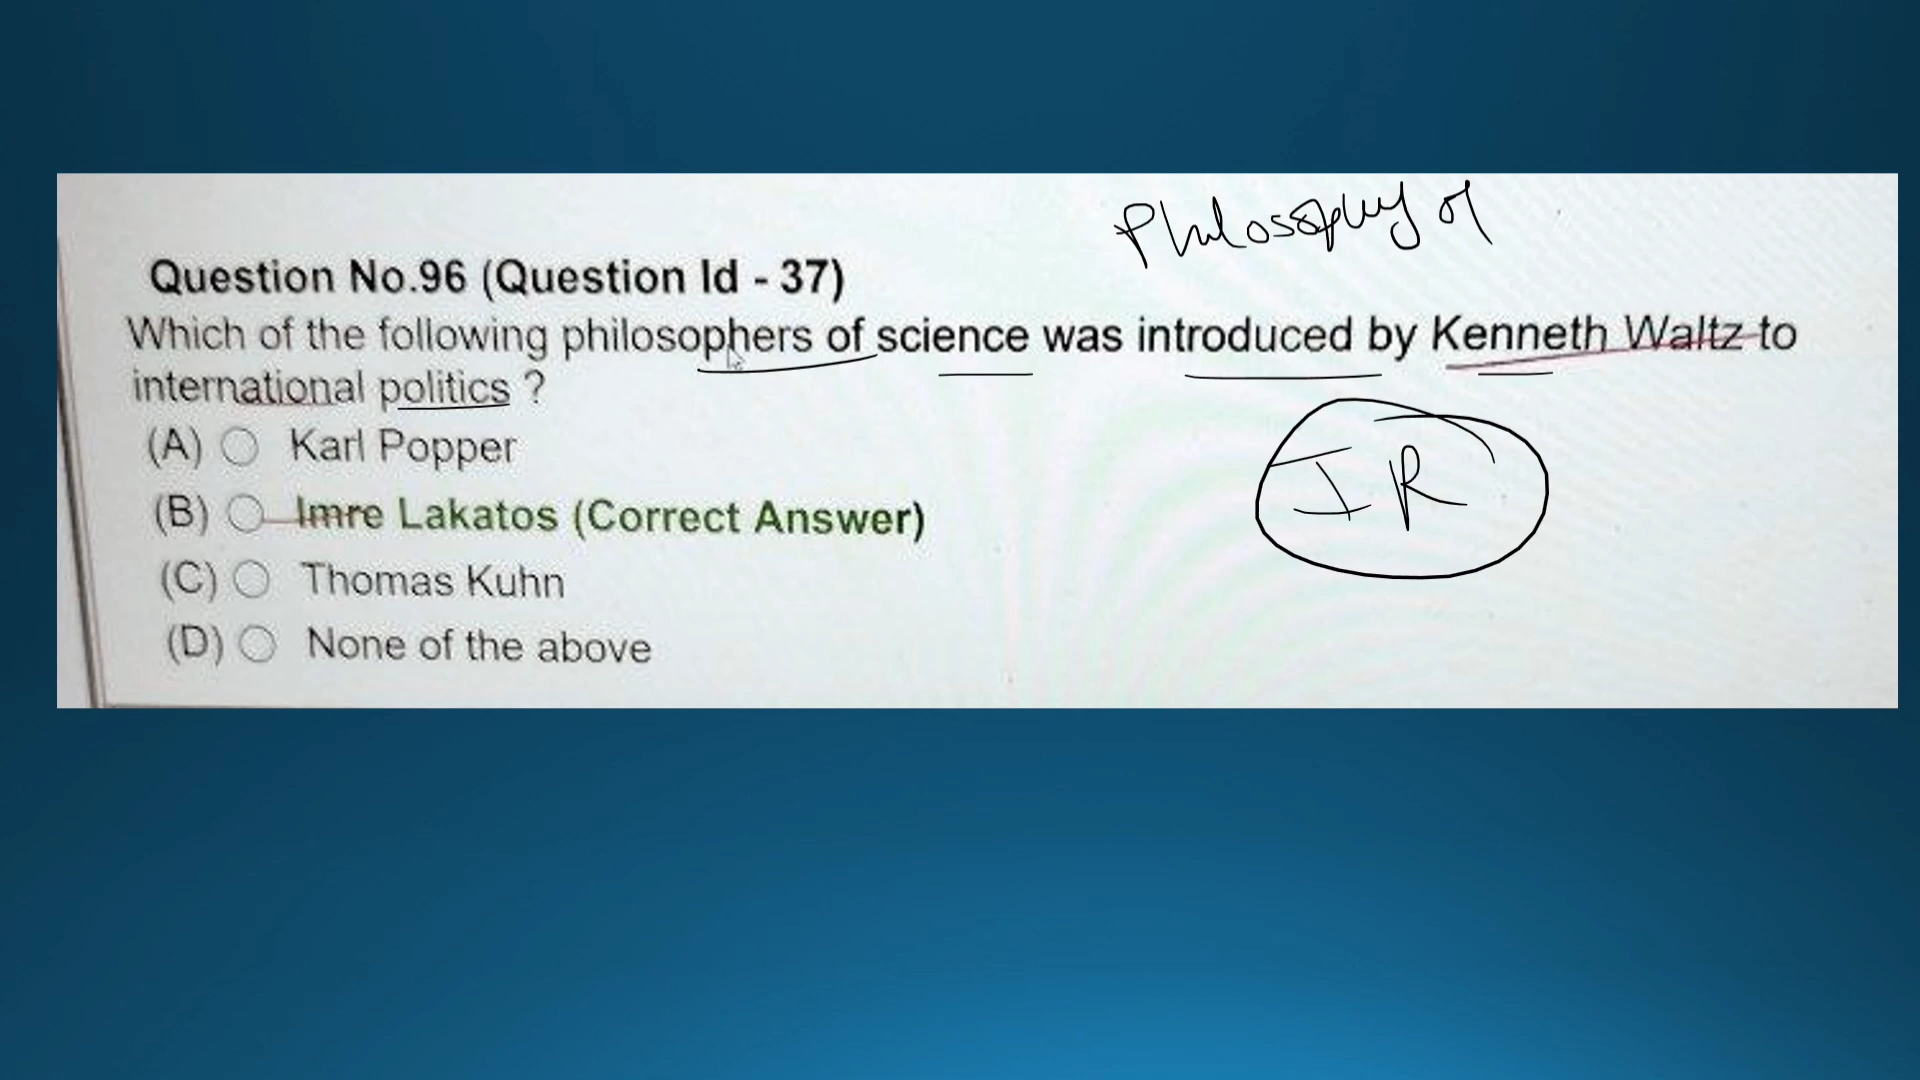 Philosophy of
Question No.96 (Question Id - 37)
Which of the following philosophers of science was introduced by Kenneth Waltz to
international politics ?
IR
(A) Karl Popper
(B) Imre Lakatos (Correct Answer)
(C) Thomas Kuhn
(D) None of the above